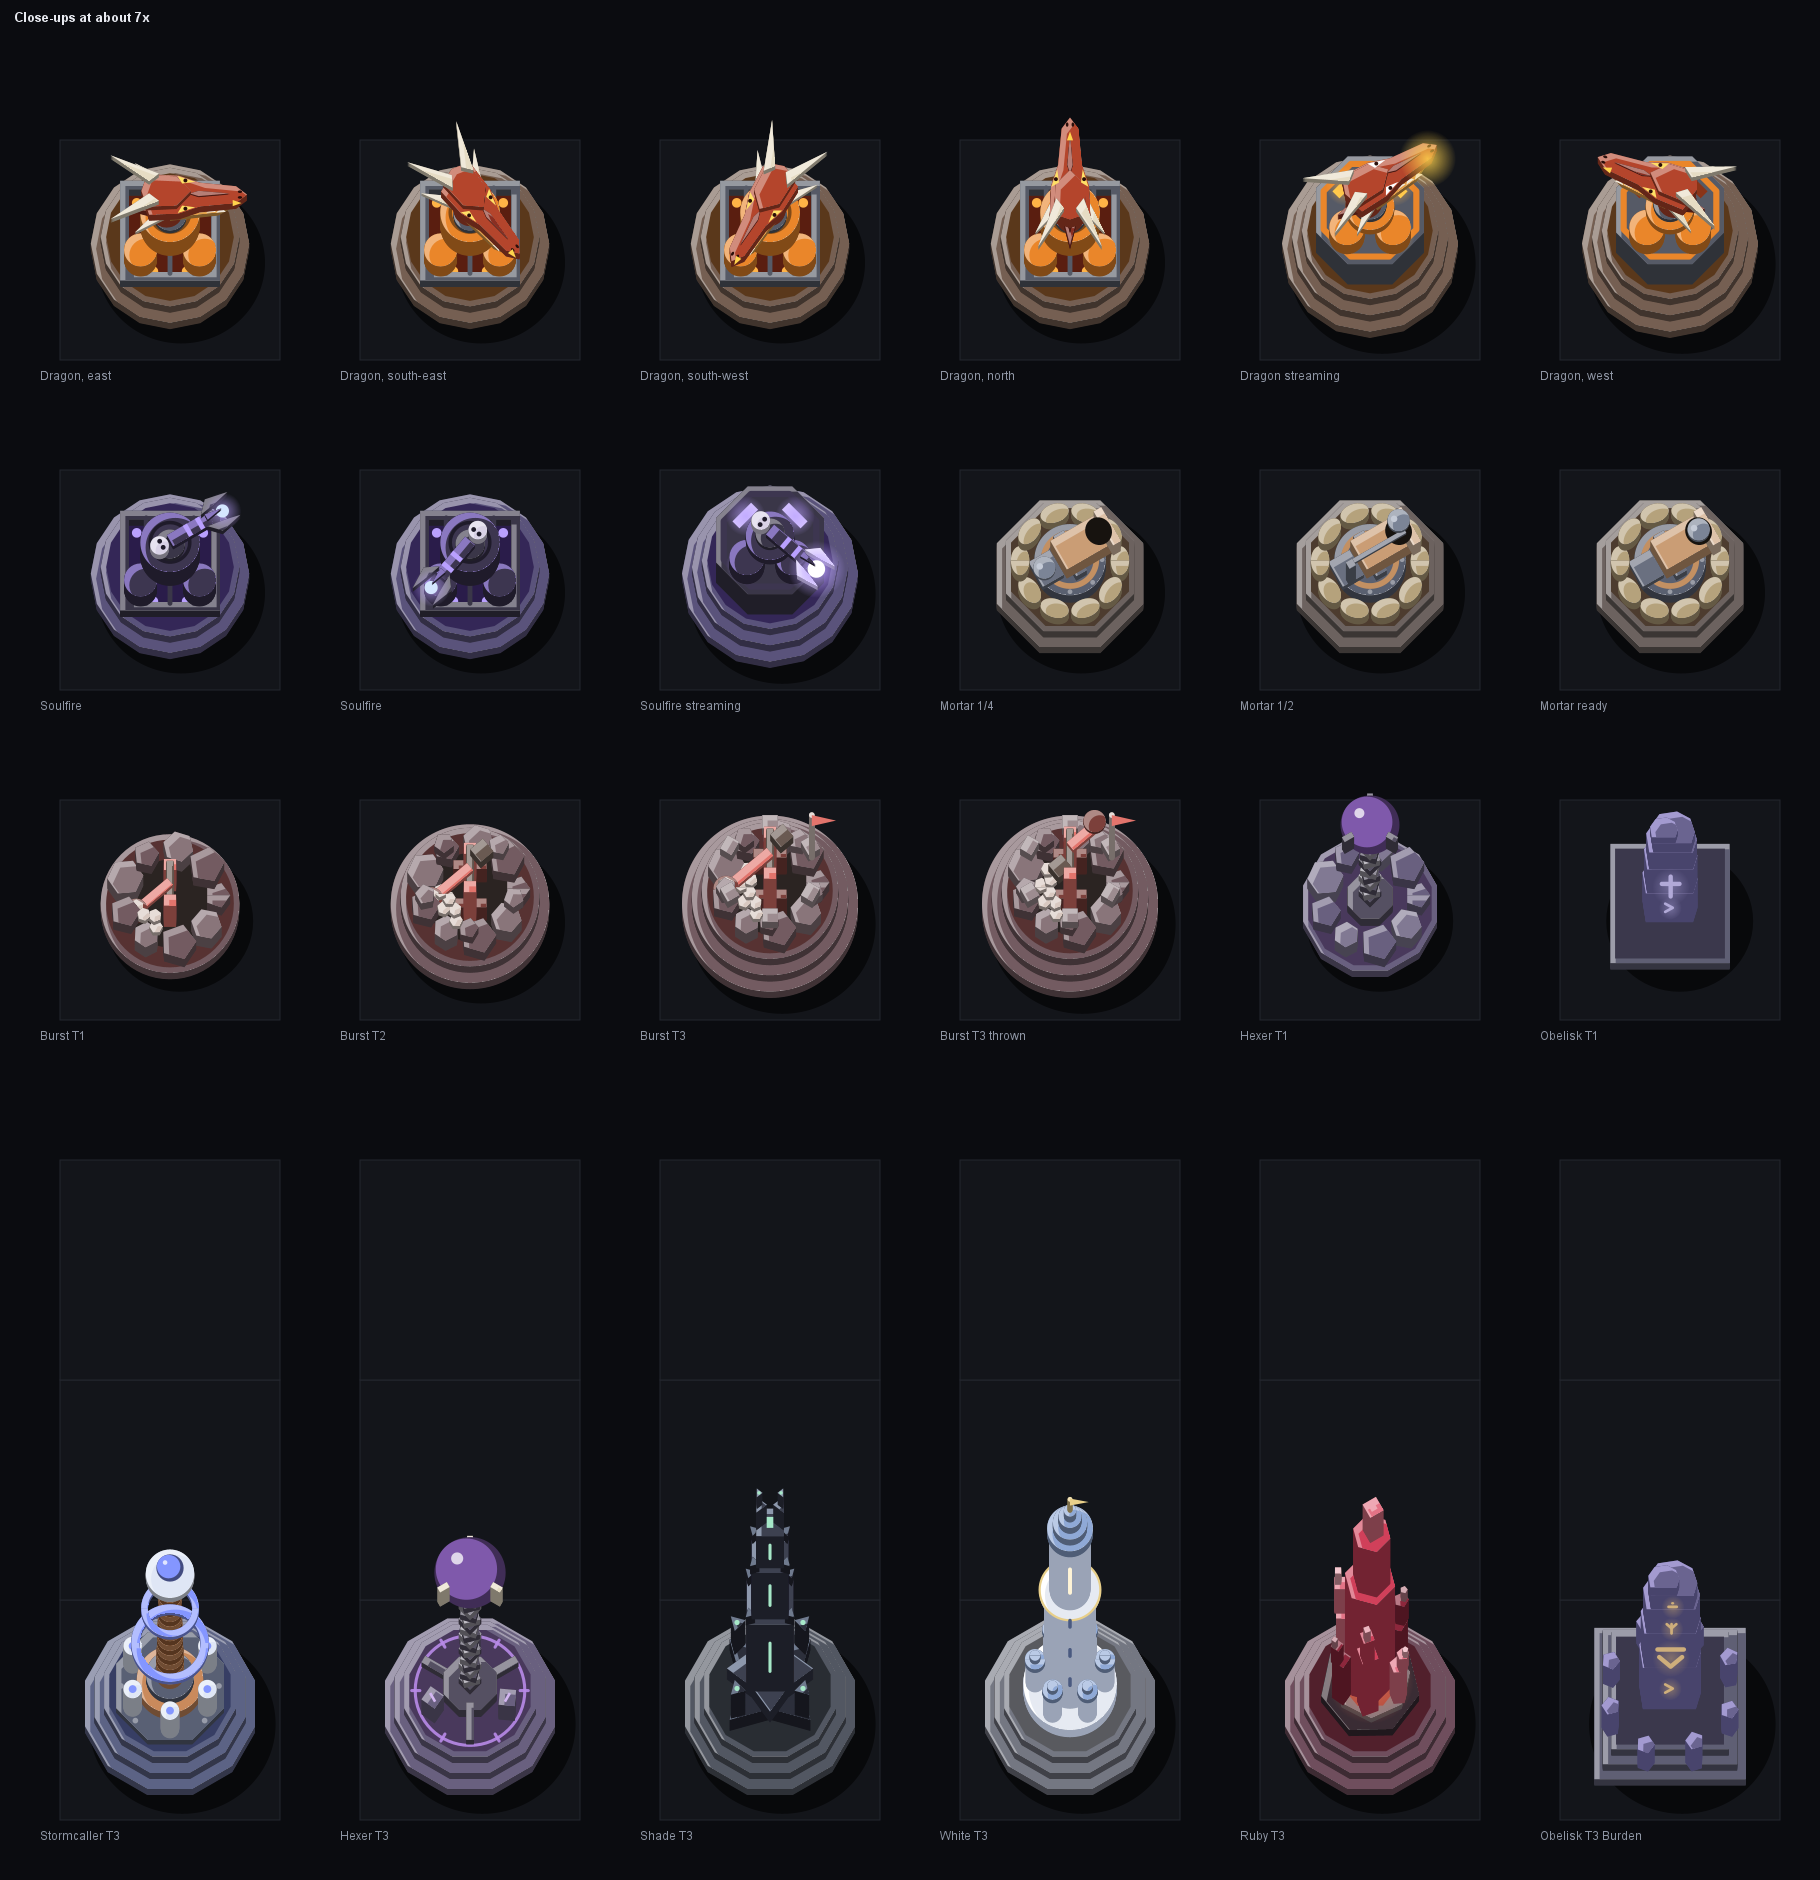 Close-ups at about 7x
Dragon, east
Dragon, south-east
Dragon, south-west
Dragon, north
Dragon streaming
Dragon, west
Soulfire
Soulfire
Soulfire streaming
Mortar 1/4
Mortar 1/2
Mortar ready
Burst T1
Burst T2
Burst T3
Burst T3 thrown
Hexer T1
Obelisk T1
Stormcaller T3
Hexer T3
Shade T3
White T3
Ruby T3
Obelisk T3 Burden